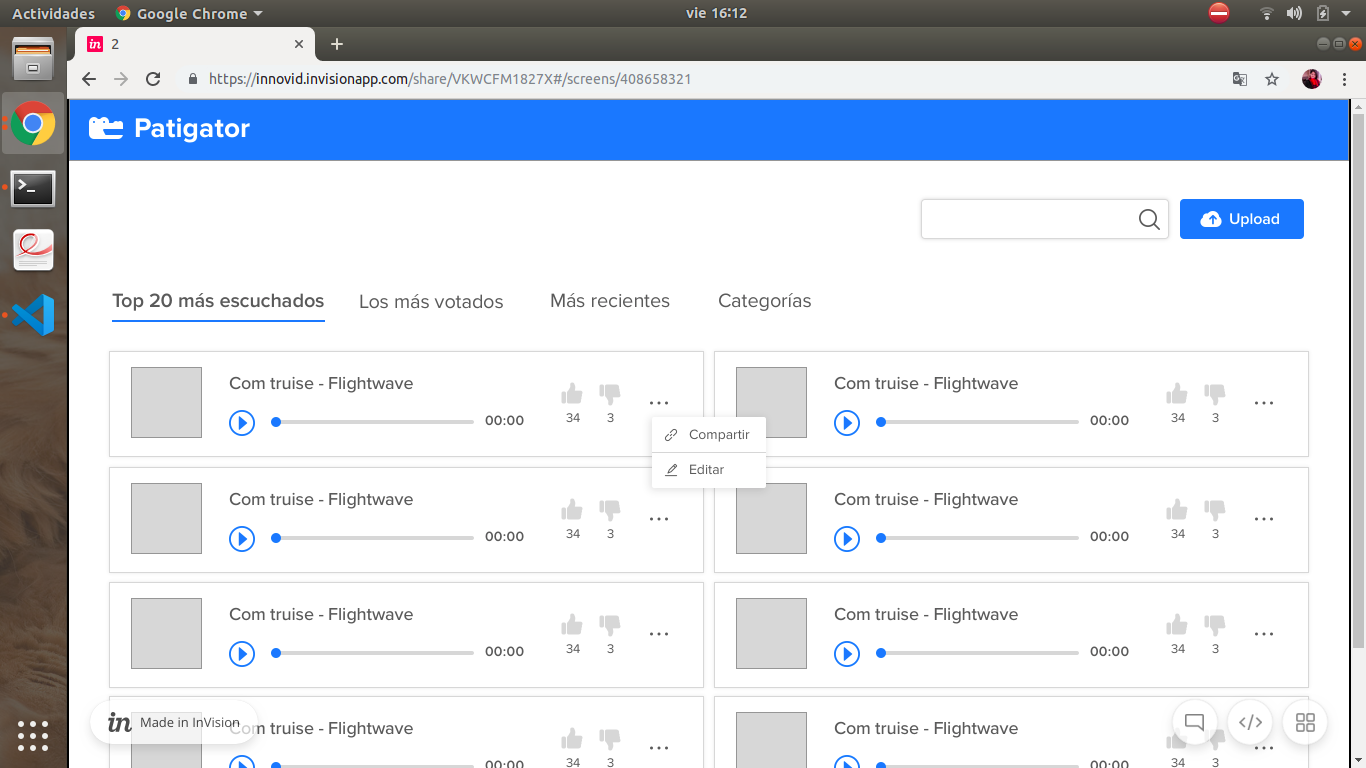 Actividades Google Chrome vie 16:12
2
https://innovid.invisionapp.com/share/VKWCFM1827X#/screens/408658321
Patigator
Upload
Top 20 más escuchados Los más votados Más recientes Categorías
Com truise - Flightwave
00:00 34 3
Com truise - Flightwave
00:00 34 3
Compartir
Editar
Com truise - Flightwave
00:00 34 3
Com truise - Flightwave
00:00 34 3
Com truise - Flightwave
00:00 34 3
Com truise - Flightwave
00:00 34 3
in Made in InVision
Com truise - Flightwave
00:00 34 3
Com truise - Flightwave
00:00 34 3